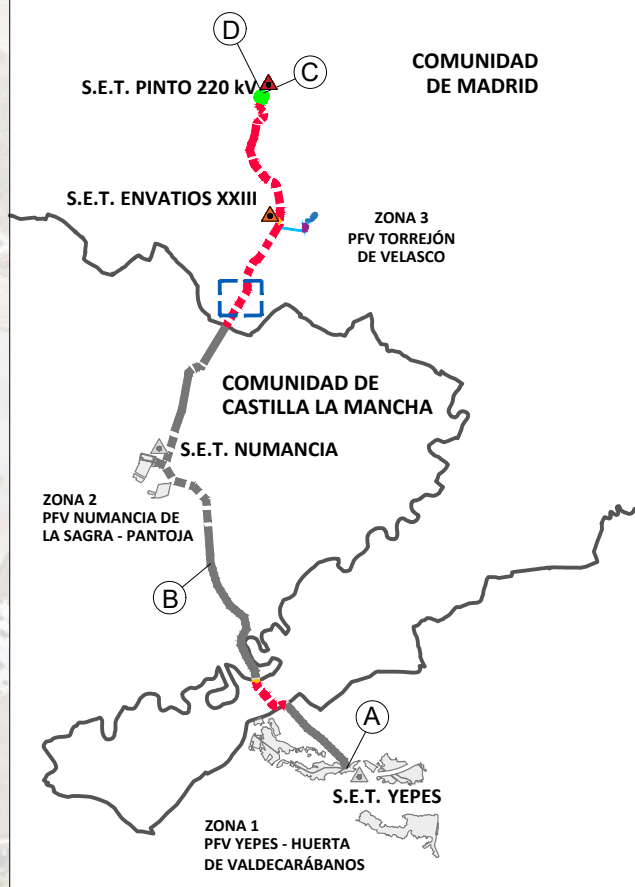 D
C
COMUNIDAD
DE MADRID
S.E.T. PINTO 220 kV
S.E.T. ENVATIOS XXIII
ZONA 3
PFV TORREJÓN
DE VELASCO
COMUNIDAD DE
CASTILLA LA MANCHA
S.E.T. NUMANCIA
ZONA 2
PFV NUMANCIA DE
LA SAGRA - PANTOJA
B
A
S.E.T. YEPES
ZONA 1
PFV YEPES - HUERTA
DE VALDECARÁBANOS